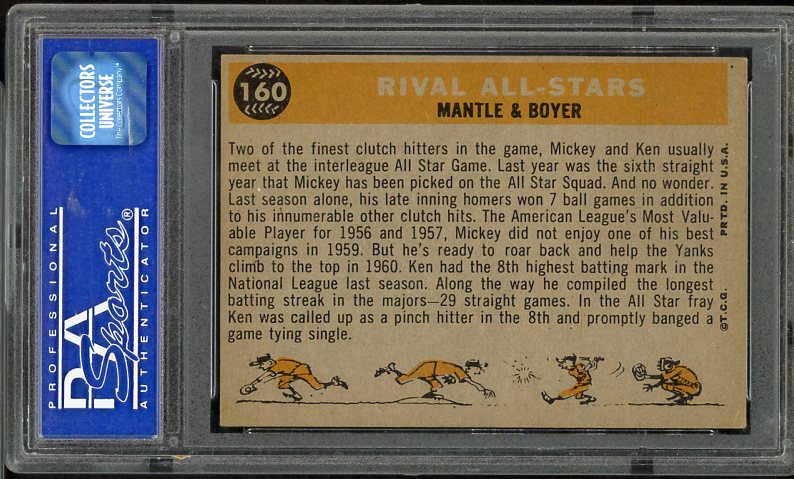 COLLECTORS
UNIVERSE
The Collectors Company
PROFESSIONAL
PSA Sports®
AUTHENTICATOR
160
RIVAL ALL-STARS
MANTLE & BOYER
Two of the finest clutch hitters in the game, Mickey and Ken usually
meet at the interleague All Star Game. Last year was the sixth straight
year that Mickey has been picked on the All Star Squad. And no wonder.
Last season alone, his late inning homers won 7 ball games in addition
to his innumerable other clutch hits. The American League's Most Valu-
able Player for 1956 and 1957, Mickey did not enjoy one of his best
campaigns in 1959. But he's ready to roar back and help the Yanks
climb to the top in 1960. Ken had the 8th highest batting mark in the
National League last season. Along the way he compiled the longest
batting streak in the majors—29 straight games. In the All Star fray
Ken was called up as a pinch hitter in the 8th and promptly banged a
game tying single.
©T.C.G. PRTD. IN U.S.A.